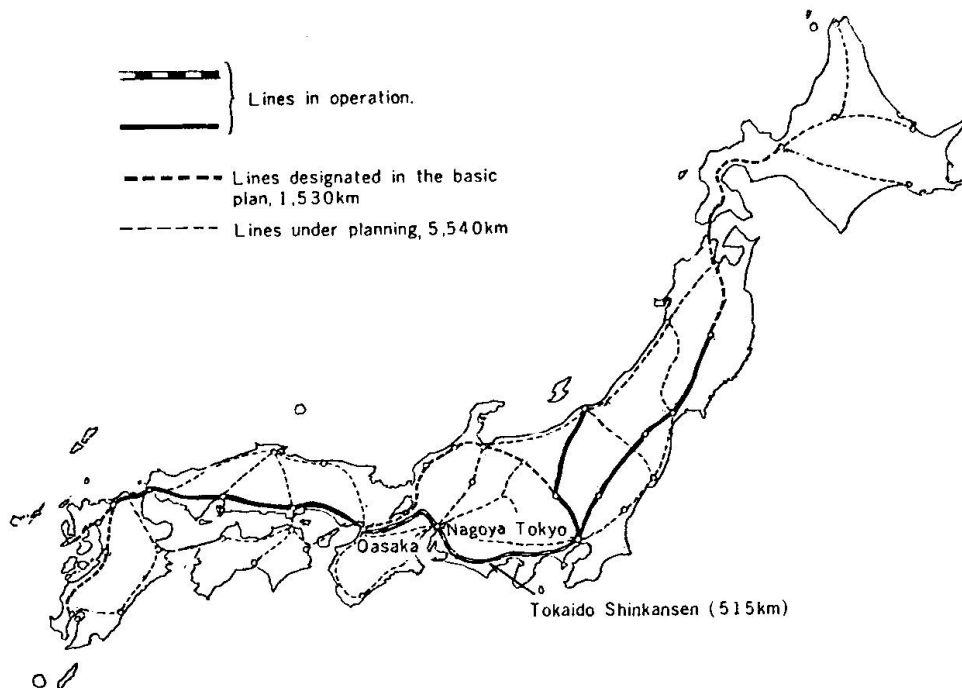 Lines in operation.
Lines designated in the basic
plan, 1,530km
Lines under planning, 5,540km
Nagoya Tokyo
Oasaka
Tokaido Shinkansen (515km)